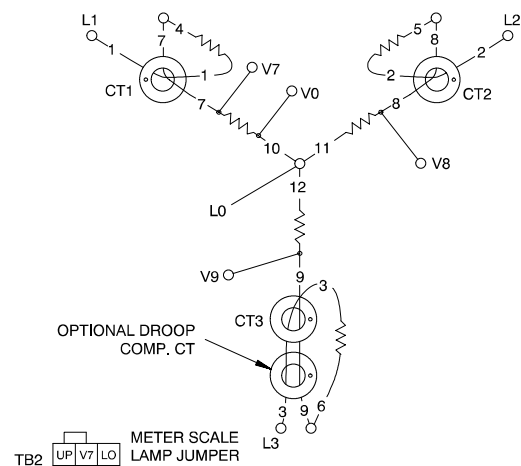 L1
4
7
1
1
CT1
7
V7
V0
10
5
L2
8
2
2
CT2
8
11
V8
12
L0
V9
9
3
CT3
OPTIONAL DROOP
COMP. CT
3
9
6
L3
TB2 UP V7 LO
METER SCALE
LAMP JUMPER